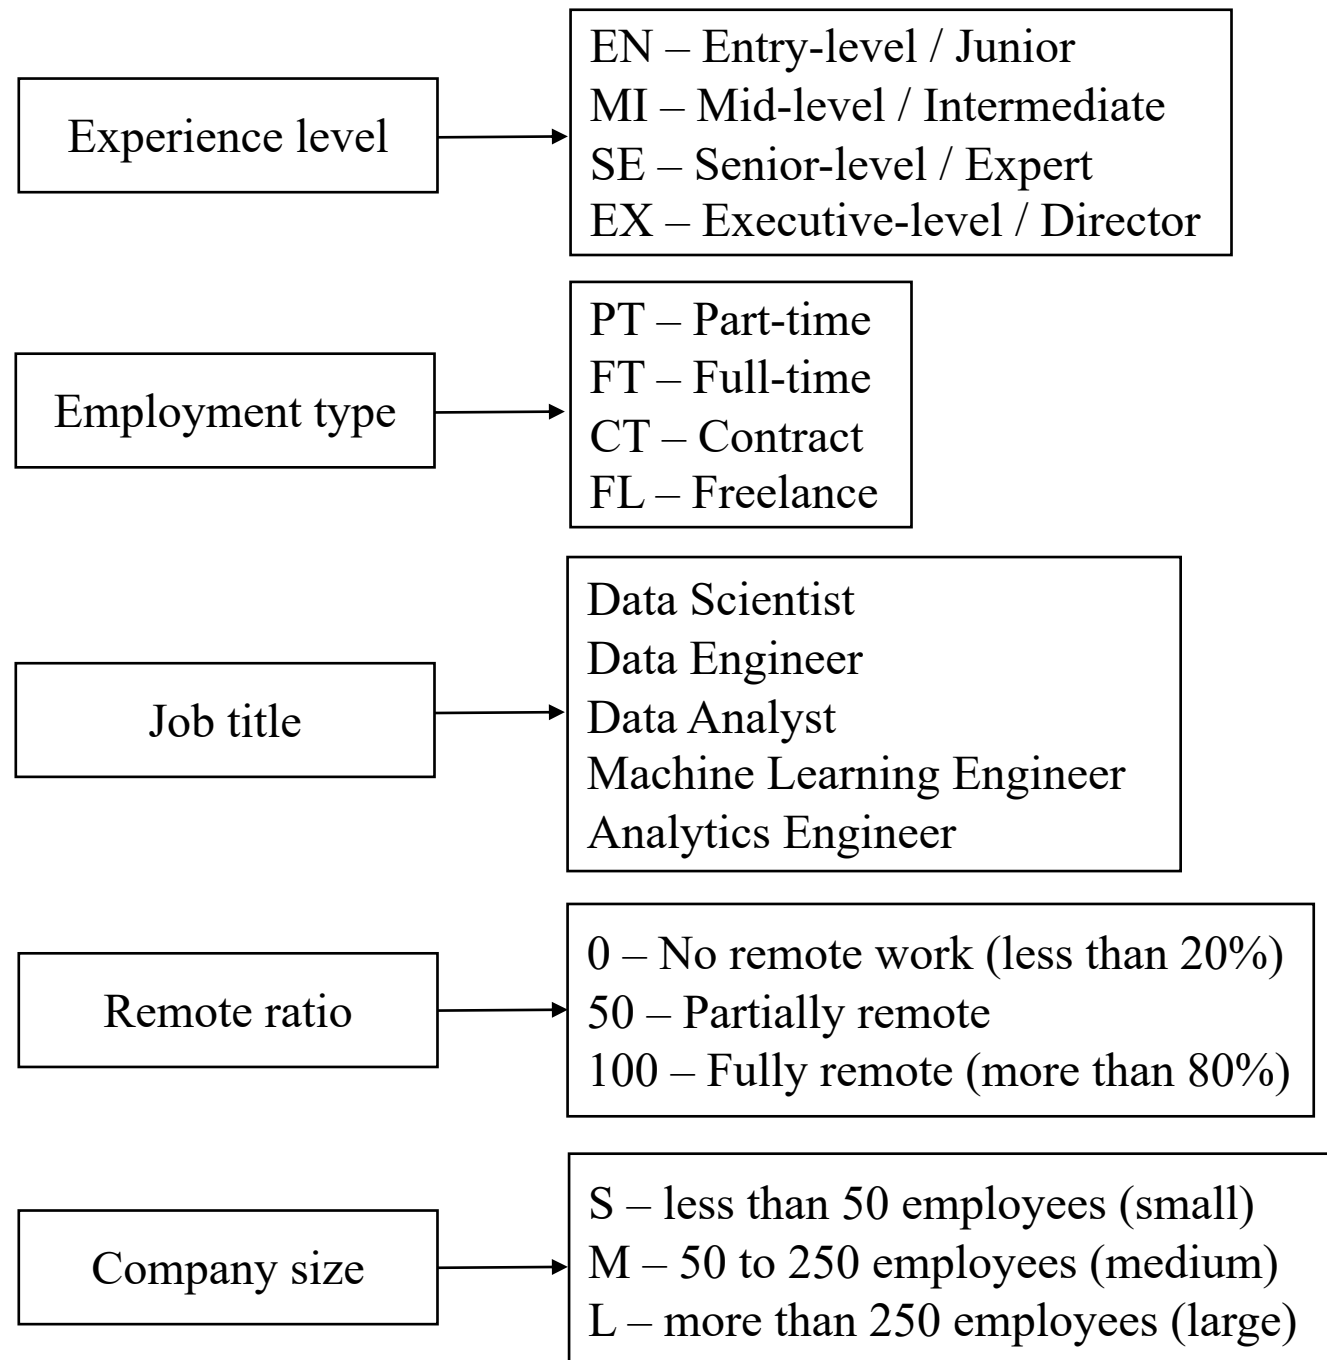 Experience level
EN – Entry-level / Junior
MI – Mid-level / Intermediate
SE – Senior-level / Expert
EX – Executive-level / Director
Employment type
PT – Part-time
FT – Full-time
CT – Contract
FL – Freelance
Job title
Data Scientist
Data Engineer
Data Analyst
Machine Learning Engineer
Analytics Engineer
Remote ratio
0 – No remote work (less than 20%)
50 – Partially remote
100 – Fully remote (more than 80%)
Company size
S – less than 50 employees (small)
M – 50 to 250 employees (medium)
L – more than 250 employees (large)